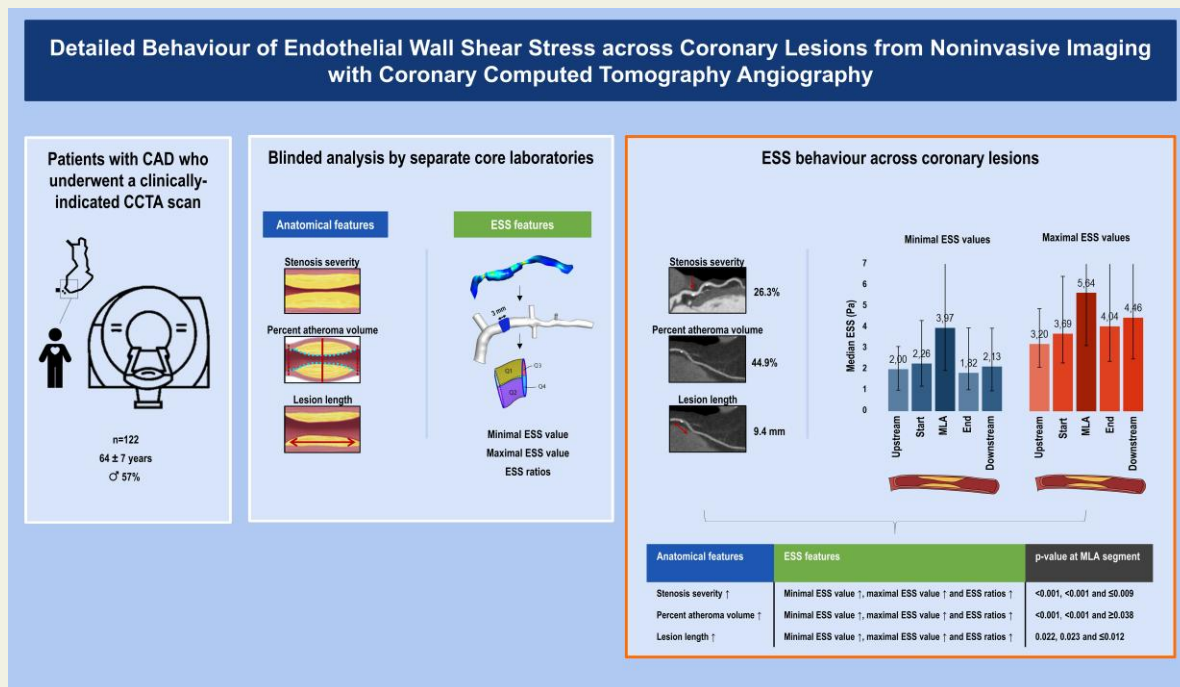 Detailed Behaviour of Endothelial Wall Shear Stress across Coronary Lesions from Noninvasive Imaging
with Coronary Computed Tomography Angiography
Patients with CAD who
underwent a clinically-
indicated CCTA scan
n=122
64 ± 7 years
♂ 57%
Blinded analysis by separate core laboratories
Anatomical features
Stenosis severity
Percent atheroma volume
Lesion length
ESS features
3 mm
Q1
Q3
Q2
Q4
Minimal ESS value
Maximal ESS value
ESS ratios
ESS behaviour across coronary lesions
Stenosis severity
26.3%
Percent atheroma volume
44.9%
Lesion length
9.4 mm
Median ESS (Pa)
7
6
5
4
3
2
1
0
Minimal ESS values
2,00
2,26
3,97
1,82
2,13
Upstream
Start
MLA
End
Downstream
Maximal ESS values
3,20
3,69
5,64
4,04
4,46
Upstream
Start
MLA
End
Downstream
Anatomical features ESS features p-value at MLA segment
Stenosis severity ↑ Minimal ESS value ↑, maximal ESS value ↑ and ESS ratios ↑ <0.001, <0.001 and ≤0.009
Percent atheroma volume ↑ Minimal ESS value ↑, maximal ESS value ↑ and ESS ratios ↑ <0.001, <0.001 and ≥0.038
Lesion length ↑ Minimal ESS value ↑, maximal ESS value ↑ and ESS ratios ↑ 0.022, 0.023 and ≤0.012